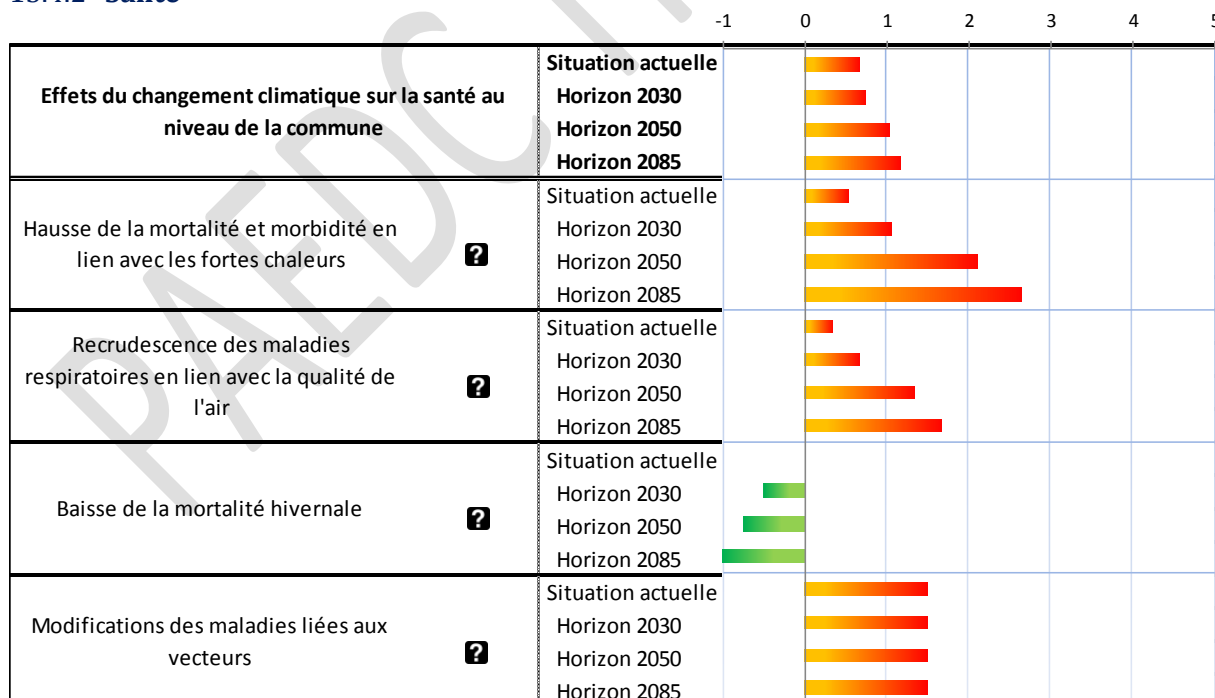 Santé
-1 0 1 2 3 4 5
Effets du changement climatique sur la santé au
niveau de la commune
Situation actuelle
Horizon 2030
Horizon 2050
Horizon 2085
Hausse de la mortalité et morbidité en
lien avec les fortes chaleurs
?
Situation actuelle
Horizon 2030
Horizon 2050
Horizon 2085
Recrudescence des maladies
respiratoires en lien avec la qualité de
l'air
?
Situation actuelle
Horizon 2030
Horizon 2050
Horizon 2085
Baisse de la mortalité hivernale
?
Situation actuelle
Horizon 2030
Horizon 2050
Horizon 2085
Modifications des maladies liées aux
vecteurs
?
Situation actuelle
Horizon 2030
Horizon 2050
Horizon 2085
PAEDC